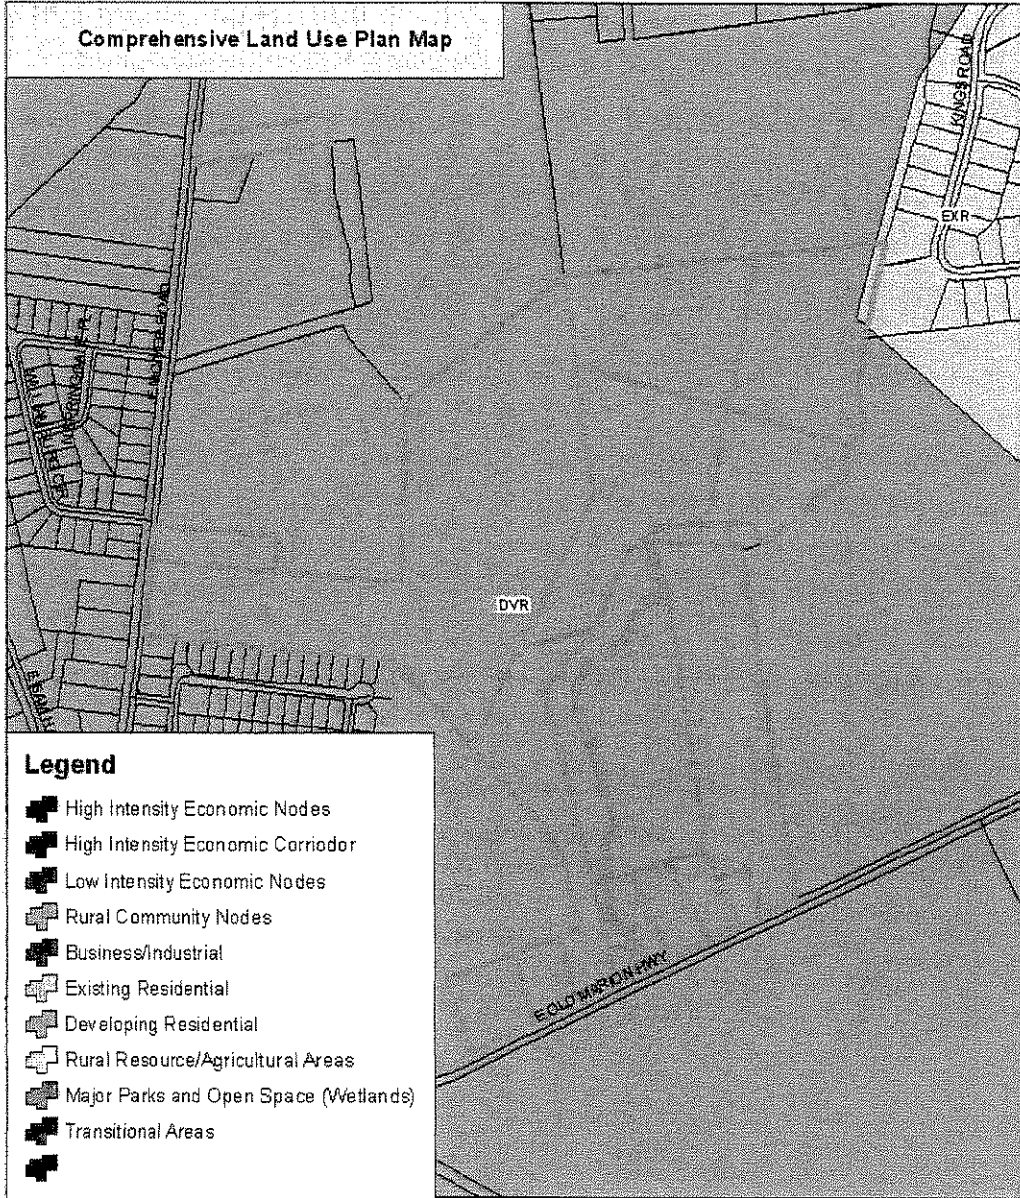 Comprehensive Land Use Plan Map
KINGS ROAD
EXR
DVR
E OLD MARION HWY
Legend
High Intensity Economic Nodes
High Intensity Economic Corriodor
Low Intensity Economic Nodes
Rural Community Nodes
Business/Industrial
Existing Residential
Developing Residential
Rural Resource/Agricultural Areas
Major Parks and Open Space (Wetlands)
Transitional Areas